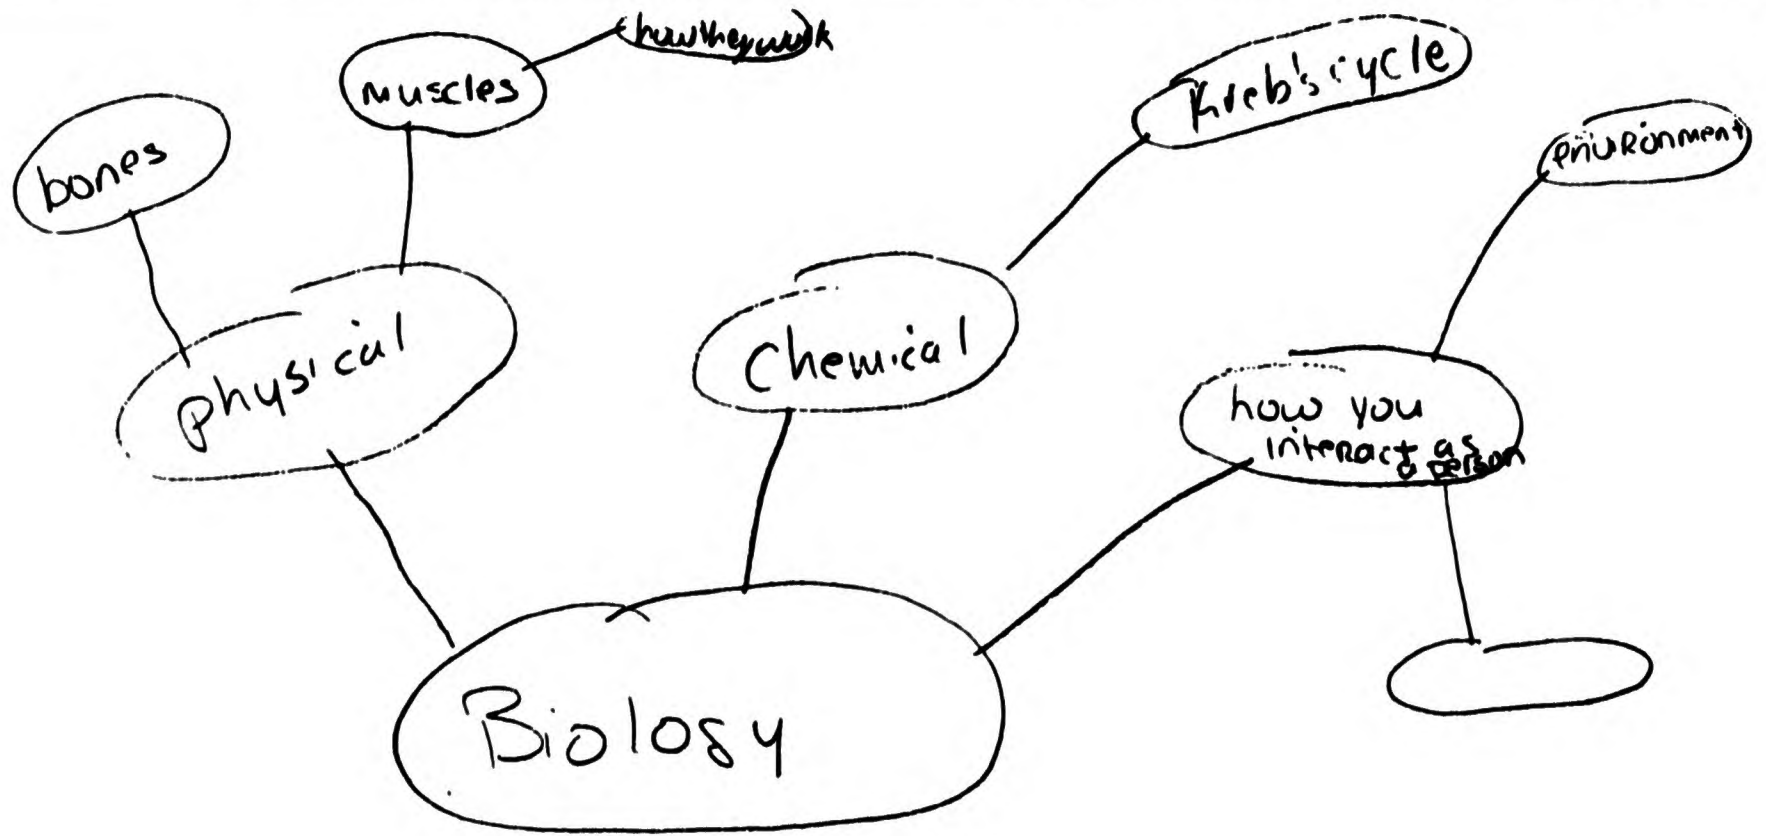 how they work
muscles
Kreb's cycle
bones
environment
physical
Chemical
how you
interact as
a person
Biology